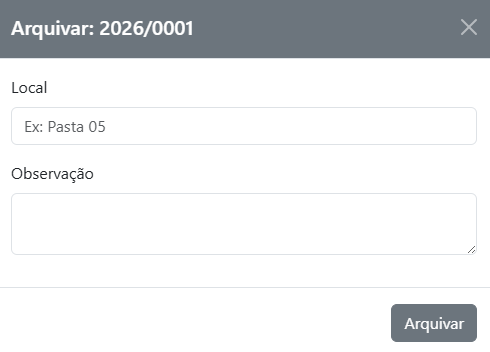 Arquivar: 2026/0001
Local
Ex: Pasta 05
Observação
Arquivar